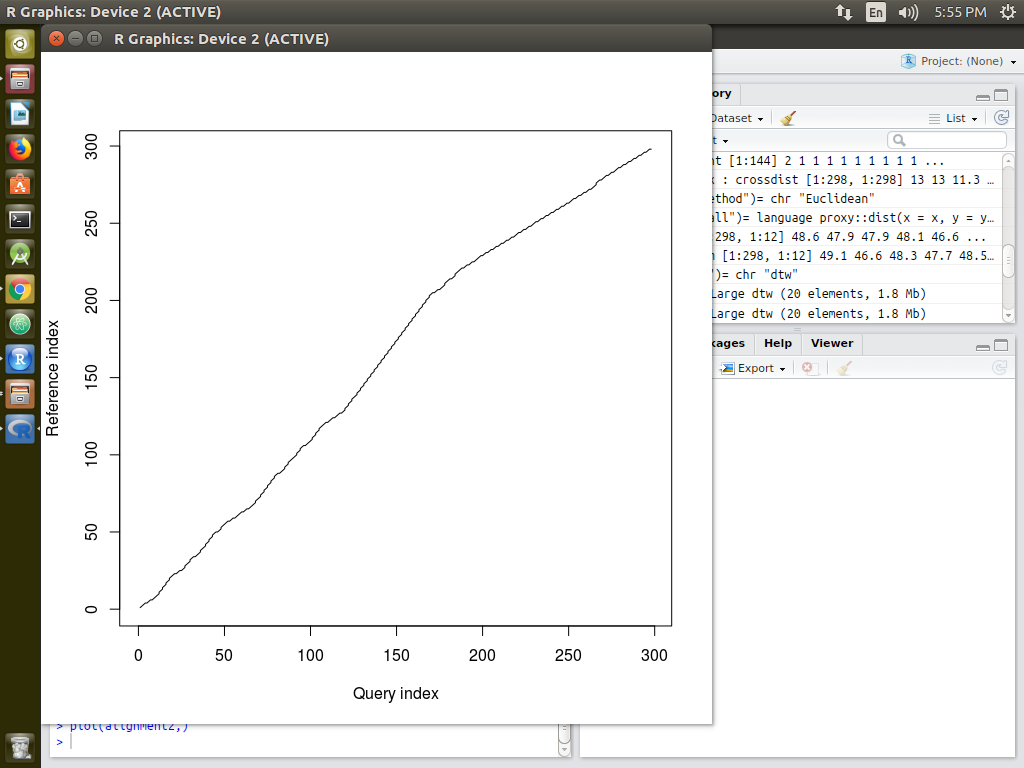 R Graphics: Device 2 (ACTIVE)
En
5:55 PM
R Graphics: Device 2 (ACTIVE)
Project: (None)
ory
Dataset
List
nt [1:144] 2 1 1 1 1 1 1 1 1 1 ...
x : crossdist [1:298, 1:298] 13 13 11.3 …
ethod")= chr "Euclidean"
all")= language proxy::dist(x = x, y = y…
298, 1:12] 48.6 47.9 47.9 48.1 46.6 ...
n [1:298, 1:12] 49.1 46.6 48.3 47.7 48.5…
")= chr "dtw"
Large dtw (20 elements, 1.8 Mb)
Large dtw (20 elements, 1.8 Mb)
kages Help Viewer
Export
Reference index
300
250
200
150
100
50
0
0 50 100 150 200 250 300
Query index
> plot(alignment2,)
>